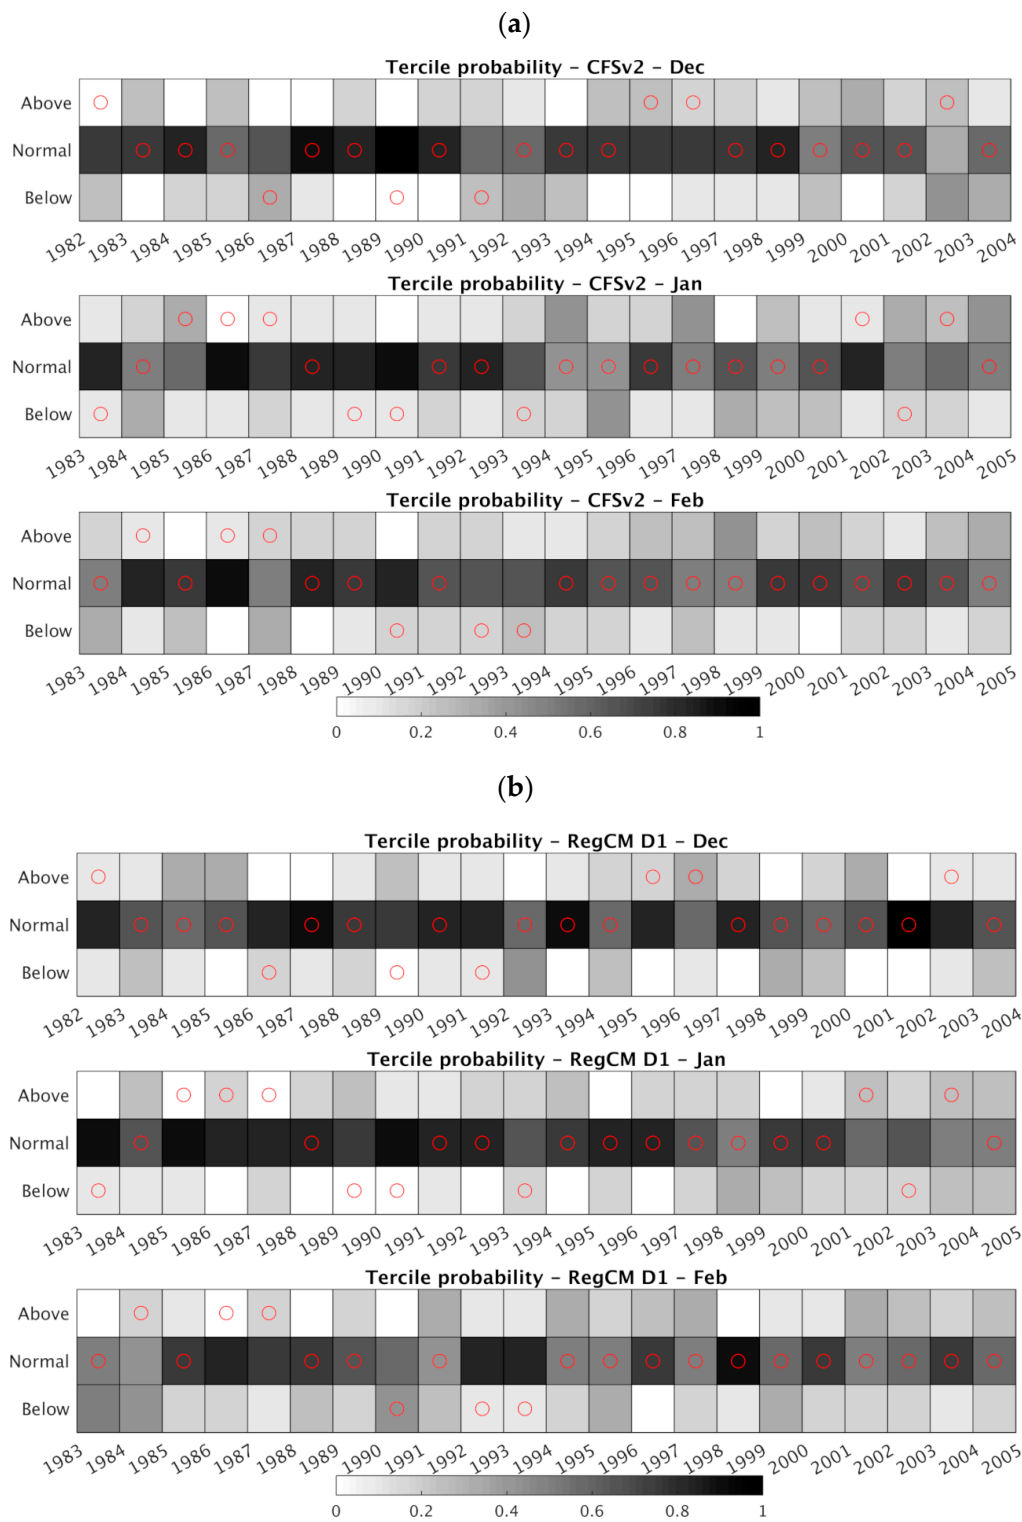 (a)
Tercile probability – CFSv2 – Dec
Above
Normal
Below
1982 1983 1984 1985 1986 1987 1988 1989 1990 1991 1992 1993 1994 1995 1996 1997 1998 1999 2000 2001 2002 2003 2004
Tercile probability – CFSv2 – Jan
Above
Normal
Below
1983 1984 1985 1986 1987 1988 1989 1990 1991 1992 1993 1994 1995 1996 1997 1998 1999 2000 2001 2002 2003 2004 2005
Tercile probability – CFSv2 – Feb
Above
Normal
Below
1983 1984 1985 1986 1987 1988 1989 1990 1991 1992 1993 1994 1995 1996 1997 1998 1999 2000 2001 2002 2003 2004 2005
0 0.2 0.4 0.6 0.8 1
(b)
Tercile probability – RegCM D1 – Dec
Above
Normal
Below
1982 1983 1984 1985 1986 1987 1988 1989 1990 1991 1992 1993 1994 1995 1996 1997 1998 1999 2000 2001 2002 2003 2004
Tercile probability – RegCM D1 – Jan
Above
Normal
Below
1983 1984 1985 1986 1987 1988 1989 1990 1991 1992 1993 1994 1995 1996 1997 1998 1999 2000 2001 2002 2003 2004 2005
Tercile probability – RegCM D1 – Feb
Above
Normal
Below
1983 1984 1985 1986 1987 1988 1989 1990 1991 1992 1993 1994 1995 1996 1997 1998 1999 2000 2001 2002 2003 2004 2005
0 0.2 0.4 0.6 0.8 1